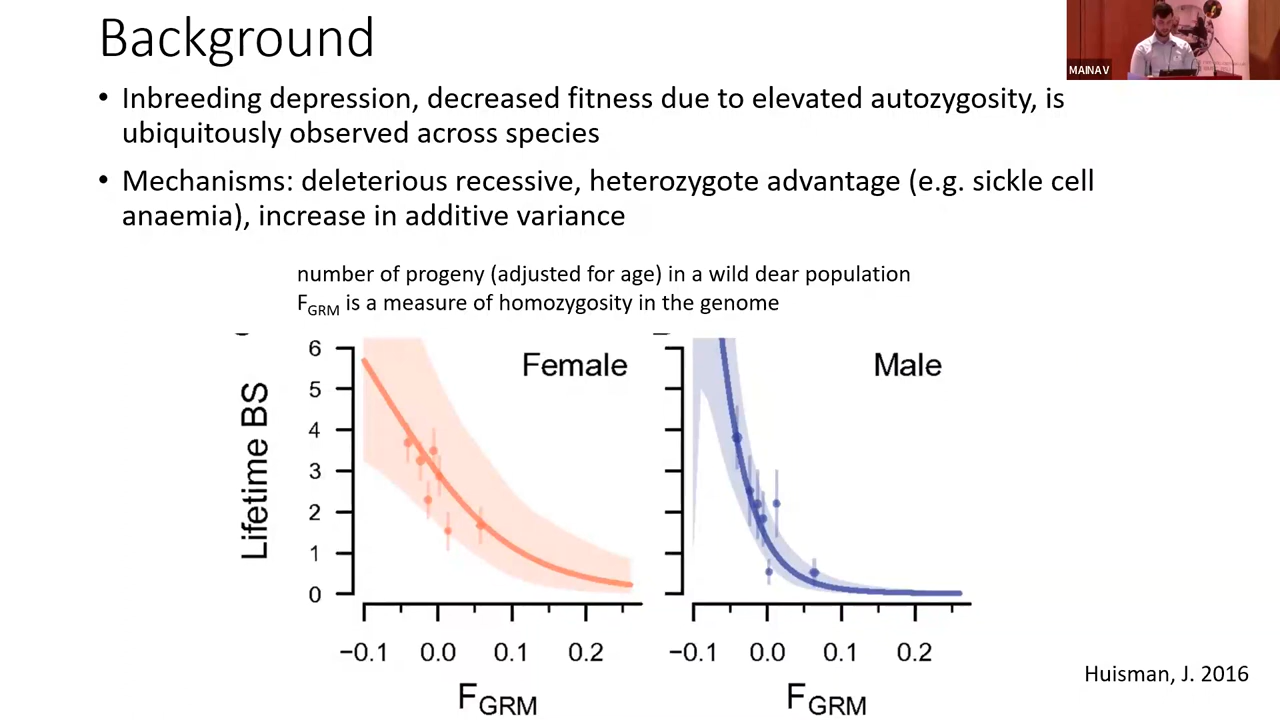 Background
MAINAV
• Inbreeding depression, decreased fitness due to elevated autozygosity, is
ubiquitously observed across species
• Mechanisms: deleterious recessive, heterozygote advantage (e.g. sickle cell
anaemia), increase in additive variance
number of progeny (adjusted for age) in a wild dear population
FGRM is a measure of homozygosity in the genome
Female
Male
Lifetime BS
6
5
4
3
2
1
0
−0.1 0.0 0.1 0.2
−0.1 0.0 0.1 0.2
FGRM
FGRM
Huisman, J. 2016